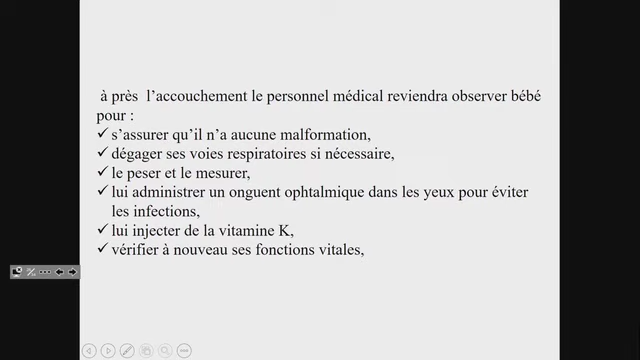 à près l’accouchement le personnel médical reviendra observer bébé
pour :
✓ s’assurer qu’il n’a aucune malformation,
✓ dégager ses voies respiratoires si nécessaire,
✓ le peser et le mesurer,
✓ lui administrer un onguent ophtalmique dans les yeux pour éviter
les infections,
✓ lui injecter de la vitamine K,
✓ vérifier à nouveau ses fonctions vitales,